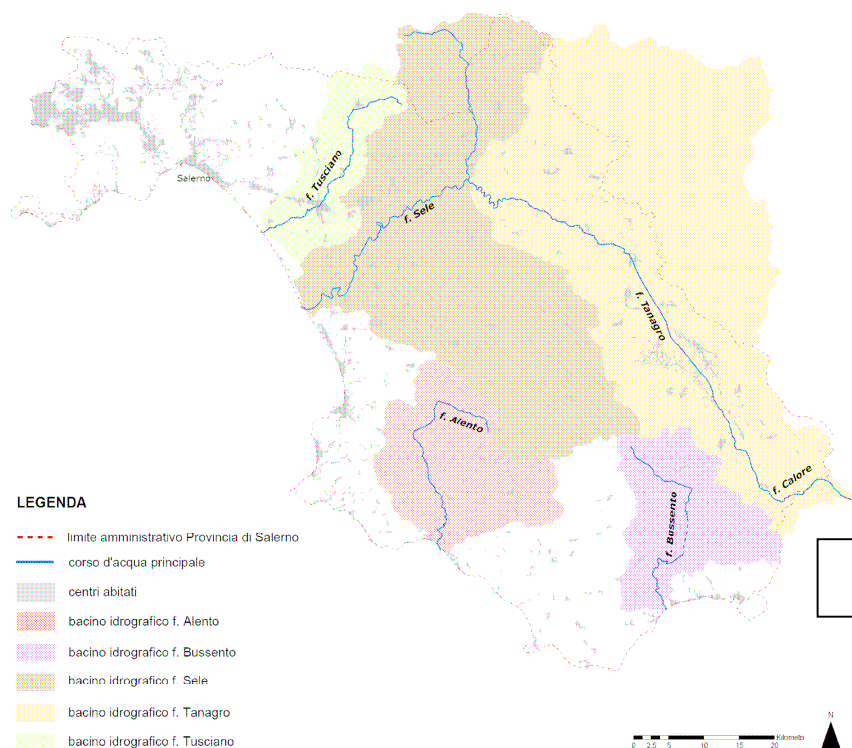 f. Tusciano
Salerno
f. Sele
f. Tanagro
f. Alento
f. Calore
f. Bussento
LEGENDA
limite amministrativo Provincia di Salerno
corso d'acqua principale
centri abitati
bacino idrografico f. Alento
bacino idrografico f. Bussento
bacino idrografico f. Sele
bacino idrografico f. Tanagro
bacino idrografico f. Tusciano
N
Kilometri
0 2.5 5 10 15 20